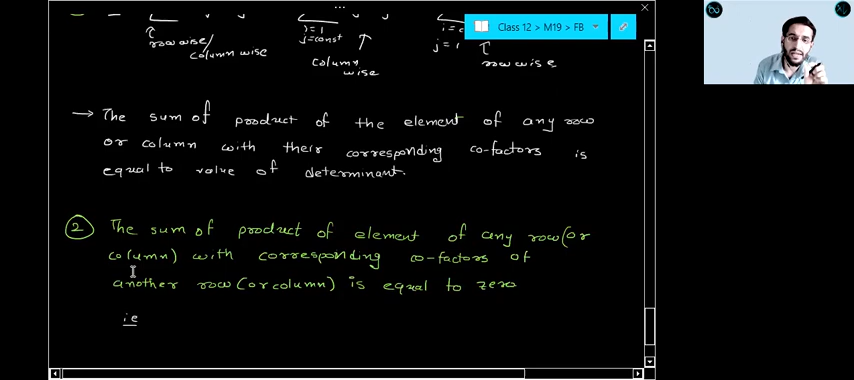 Class 12 > M19 > FB
i=1
j=const
j=1
row wise/
column wise
column
wise
row wise
→ The sum of product of the element of any row
or column with their corresponding co-factors is
equal to value of determinant.
2 The sum of product of element of any row (or
column) with corresponding co-factors of
another row (or column) is equal to zero
ie